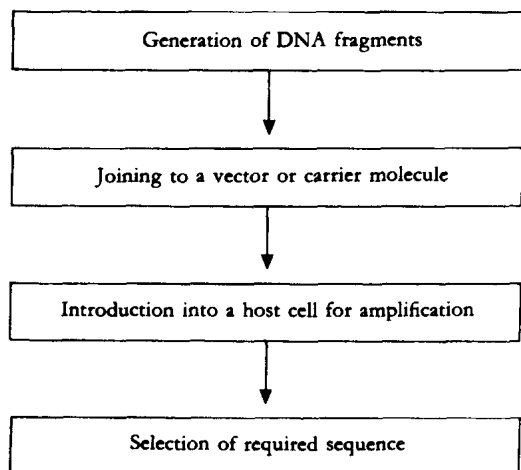 Generation of DNA fragments
Joining to a vector or carrier molecule
Introduction into a host cell for amplification
Selection of required sequence